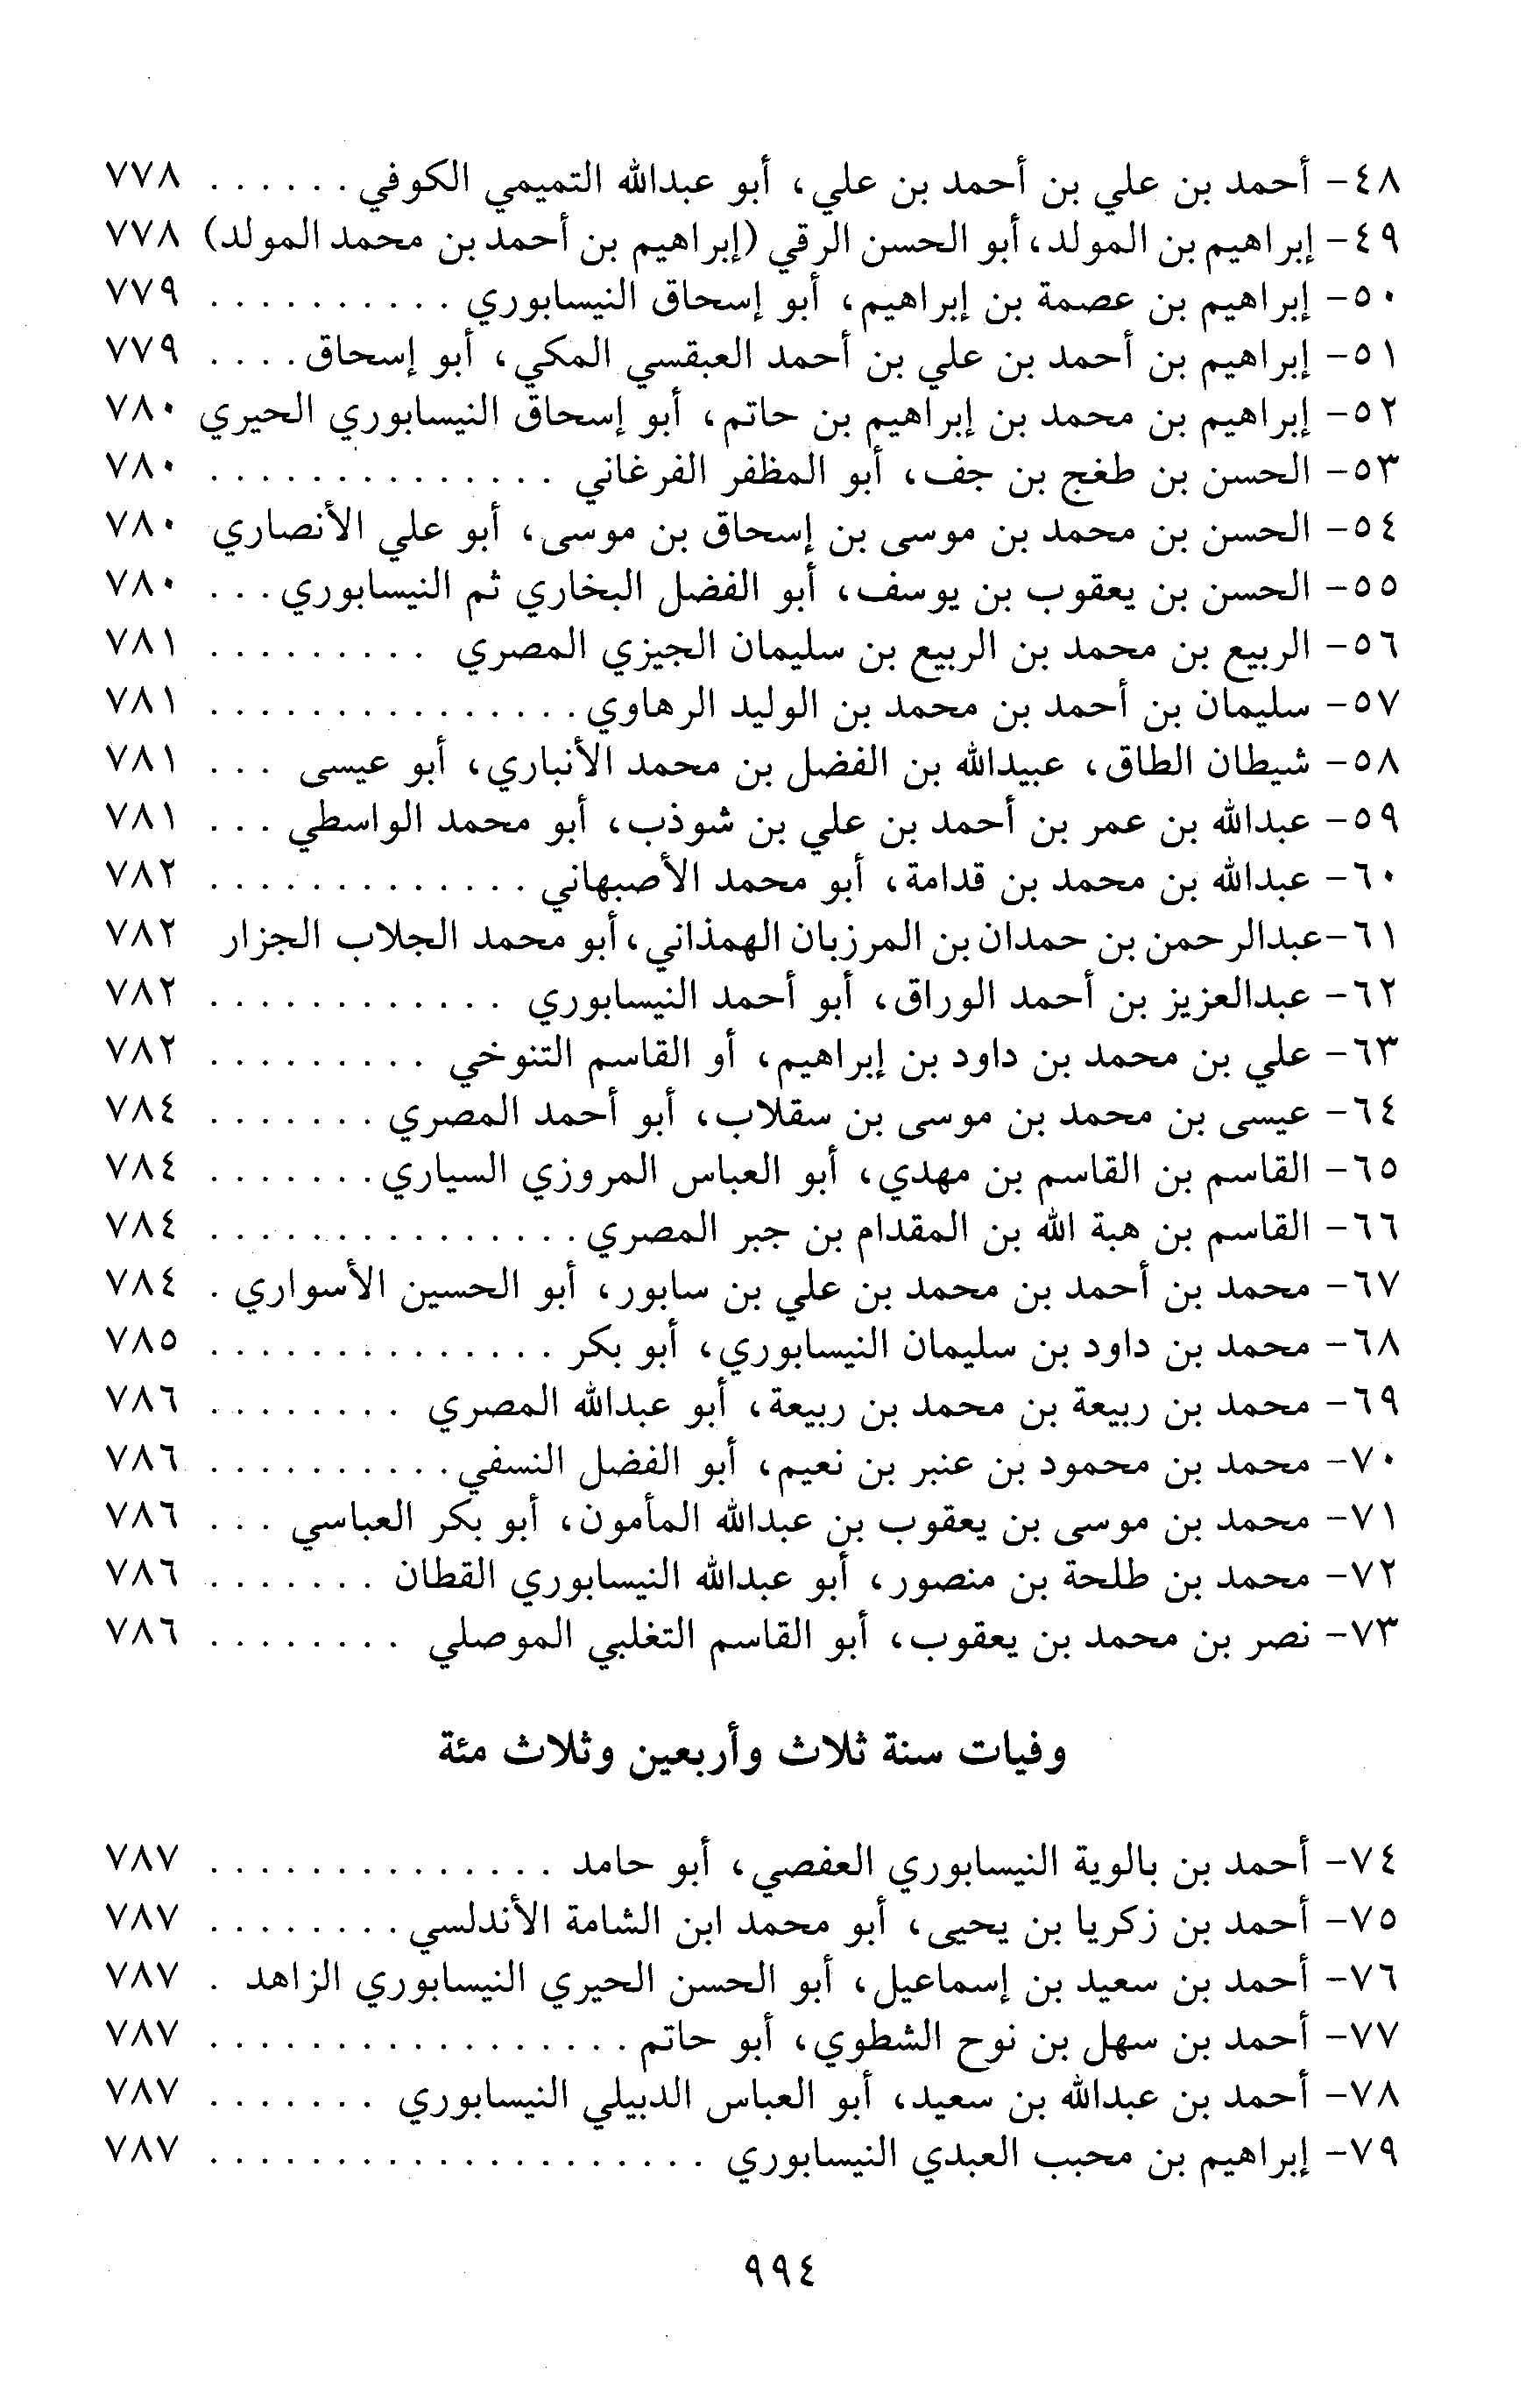 ٤٨- أحمد بن علي بن أحمد بن علي، أبو عبدالله التميمي الكوفي . . . . . . ٧٧٨
٤٩- إبراهيم بن المولد، أبو الحسن الرقي (إبراهيم بن أحمد بن محمد المولد) ٧٧٨
٥٠- إبراهيم بن عصمة بن إبراهيم، أبو إسحاق النيسابوري . . . . . . . . . . ٧٧٩
٥١- إبراهيم بن أحمد بن علي بن أحمد العبقسي المكي، أبو إسحاق . . . . ٧٧٩
٥٢- إبراهيم بن محمد بن إبراهيم بن حاتم، أبو إسحاق النيسابوري الحيري ٧٨٠
٥٣- الحسن بن طغج بن جف، أبو المظفر الفرغاني . . . . . . . . . . . . . . ٧٨٠
٥٤- الحسن بن محمد بن موسى بن إسحاق بن موسى، أبو علي الأنصاري ٧٨٠
٥٥- الحسن بن يعقوب بن يوسف، أبو الفضل البخاري ثم النيسابوري . . . ٧٨٠
٥٦- الربيع بن محمد بن الربيع بن سليمان الجيزي المصري . . . . . . . . . ٧٨١
٥٧- سليمان بن أحمد بن محمد بن الوليد الرهاوي . . . . . . . . . . . . . . . ٧٨١
٥٨- شيطان الطاق، عبيدالله بن الفضل بن محمد الأنباري، أبو عيسى . . . ٧٨١
٥٩- عبدالله بن عمر بن أحمد بن علي بن شوذب، أبو محمد الواسطي . . . ٧٨١
٦٠- عبدالله بن محمد بن قدامة، أبو محمد الأصبهاني . . . . . . . . . . . . . ٧٨٢
٦١-عبدالرحمن بن حمدان بن المرزبان الهمذاني، أبو محمد الجلاب الجزار ٧٨٢
٦٢- عبدالعزيز بن أحمد الوراق، أبو أحمد النيسابوري . . . . . . . . . . . . ٧٨٢
٦٣- علي بن محمد بن داود بن إبراهيم، أو القاسم التنوخي . . . . . . . . . ٧٨٢
٦٤- عيسى بن محمد بن موسى بن سقلاب، أبو أحمد المصري . . . . . . . ٧٨٤
٦٥- القاسم بن القاسم بن مهدي، أبو العباس المروزي السياري . . . . . . . ٧٨٤
٦٦- القاسم بن هبة الله بن المقدام بن جبر المصري . . . . . . . . . . . . . . . ٧٨٤
٦٧- محمد بن أحمد بن محمد بن علي بن سابور، أبو الحسين الأسواري . ٧٨٤
٦٨- محمد بن داود بن سليمان النيسابوري، أبو بكر . . . . . . . . . . . . . . ٧٨٥
٦٩- محمد بن ربيعة بن محمد بن ربيعة، أبو عبدالله المصري . . . . . . . . ٧٨٦
٧٠- محمد بن محمود بن عنبر بن نعيم، أبو الفضل النسفي . . . . . . . . . . ٧٨٦
٧١- محمد بن موسى بن يعقوب بن عبدالله المأمون، أبو بكر العباسي . . . ٧٨٦
٧٢- محمد بن طلحة بن منصور، أبو عبدالله النيسابوري القطان . . . . . . . ٧٨٦
٧٣- نصر بن محمد بن يعقوب، أبو القاسم التغلبي الموصلي . . . . . . . . ٧٨٦
وفيات سنة ثلاث وأربعين وثلاث مئة
٧٤- أحمد بن بالوية النيسابوري العفصي، أبو حامد . . . . . . . . . . . . . . ٧٨٧
٧٥- أحمد بن زكريا بن يحيى، أبو محمد ابن الشامة الأندلسي . . . . . . . . ٧٨٧
٧٦- أحمد بن سعيد بن إسماعيل، أبو الحسن الحيري النيسابوري الزاهد . ٧٨٧
٧٧- أحمد بن سهل بن نوح الشطوي، أبو حاتم . . . . . . . . . . . . . . . . . ٧٨٧
٧٨- أحمد بن عبدالله بن سعيد، أبو العباس الدبيلي النيسابوري . . . . . . . ٧٨٧
٧٩- إبراهيم بن محبب العبدي النيسابوري . . . . . . . . . . . . . . . . . . . . ٧٨٧
٩٩٤